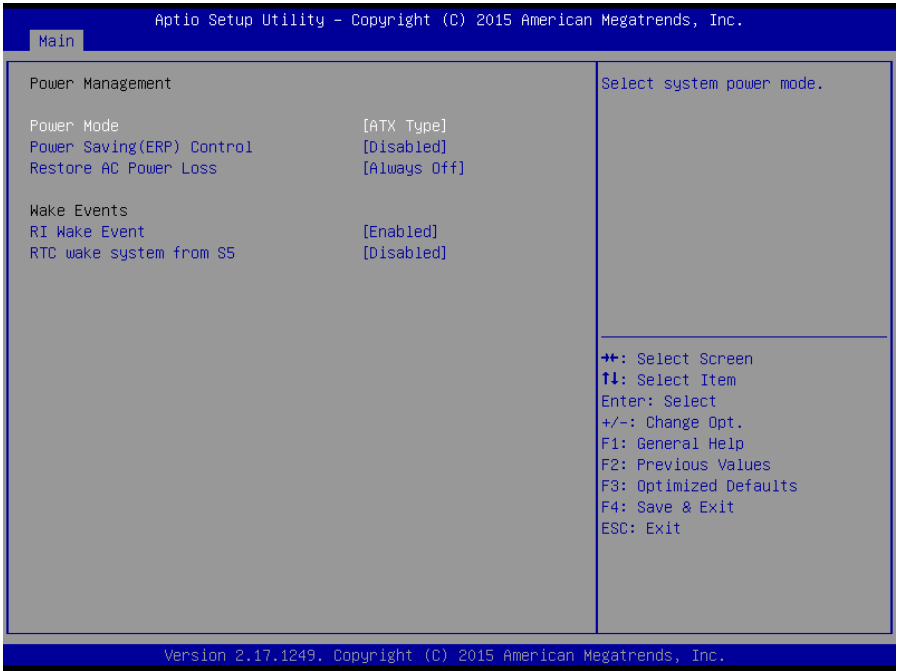 Aptio Setup Utility – Copyright (C) 2015 American Megatrends, Inc.
Main
Power Management
Power Mode [ATX Type]
Power Saving(ERP) Control [Disabled]
Restore AC Power Loss [Always Off]
Wake Events
RI Wake Event [Enabled]
RTC wake system from S5 [Disabled]
Select system power mode.
→←: Select Screen
↑↓: Select Item
Enter: Select
+/-: Change Opt.
F1: General Help
F2: Previous Values
F3: Optimized Defaults
F4: Save & Exit
ESC: Exit
Version 2.17.1249. Copyright (C) 2015 American Megatrends, Inc.